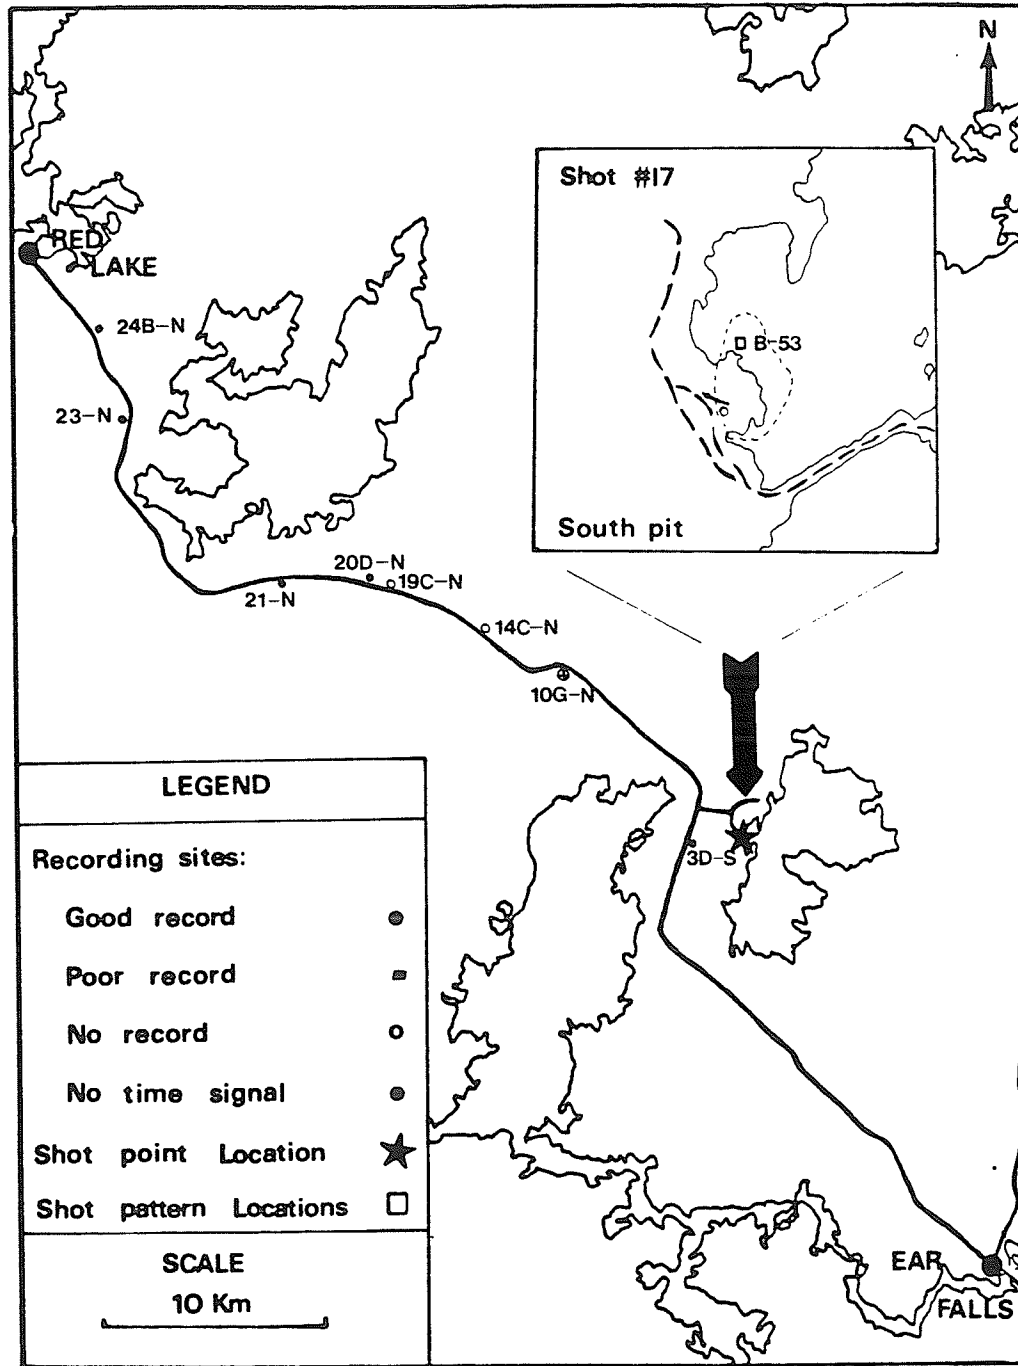 N
Shot #17
B-53
South pit
RED
LAKE
24B-N
23-N
20D-N
19C-N
21-N
14C-N
10G-N
3D-S
LEGEND
Recording sites:
Good record
Poor record
No record
No time signal
Shot point Location
Shot pattern Locations
SCALE
10 Km
EAR
FALLS